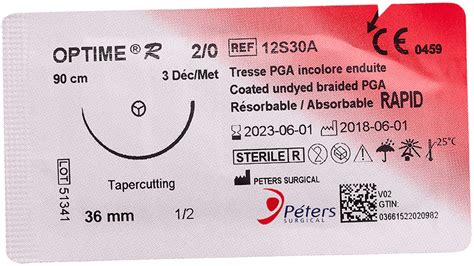 OPTIME® R 2/0 REF 12S30A CE 0459
90 cm 3 Déc/Met Tresse PGA incolore enduite
Coated undyed braided PGA
Résorbable / Absorbable RAPID
2023-06-01 2018-06-01
STERILE R 2 25°C
LOT 51341
Tapercutting
PETERS SURGICAL
36 mm 1/2
Péters
SURGICAL
V02
GTIN:
03661522020982